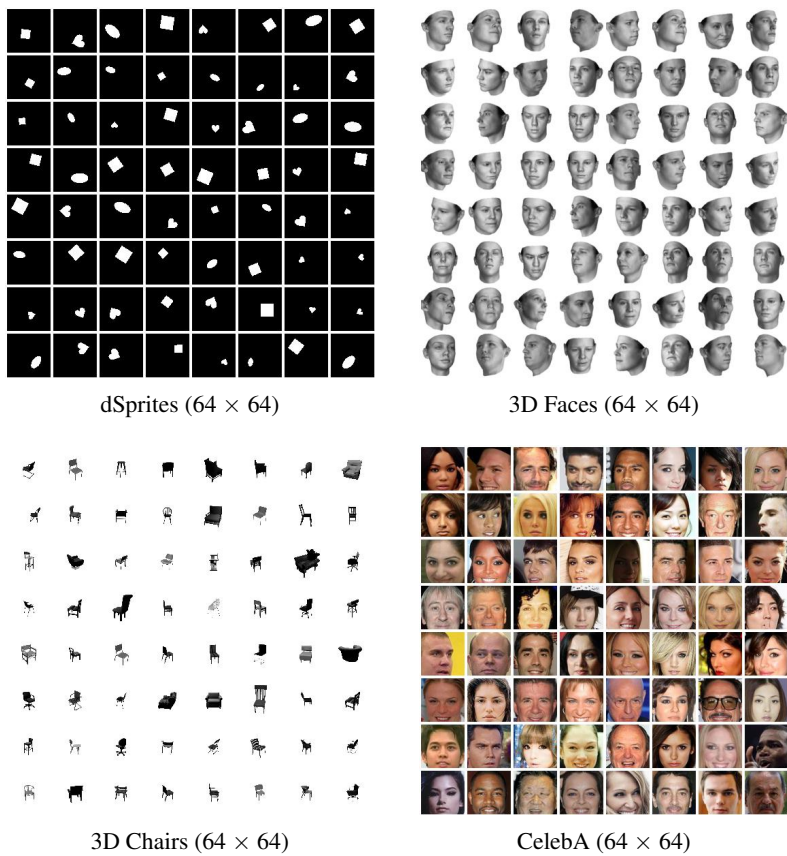 dSprites (64 × 64)
3D Faces (64 × 64)
3D Chairs (64 × 64)
CelebA (64 × 64)